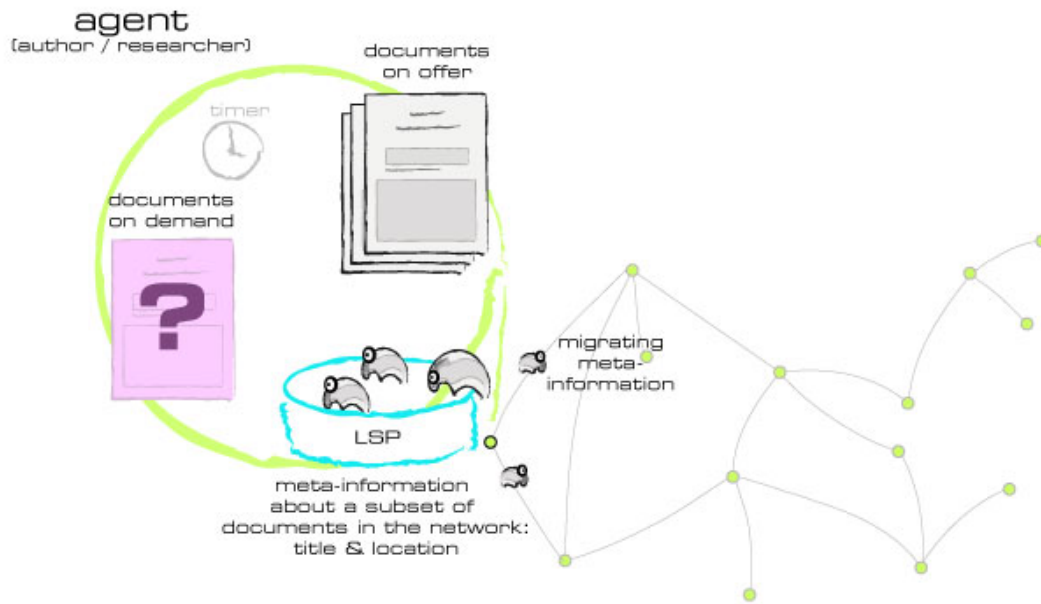 agent
(author / researcher)
documents
on offer
timer
documents
on demand
?
migrating
meta-
information
LSP
meta-information
about a subset of
documents in the network:
title & location